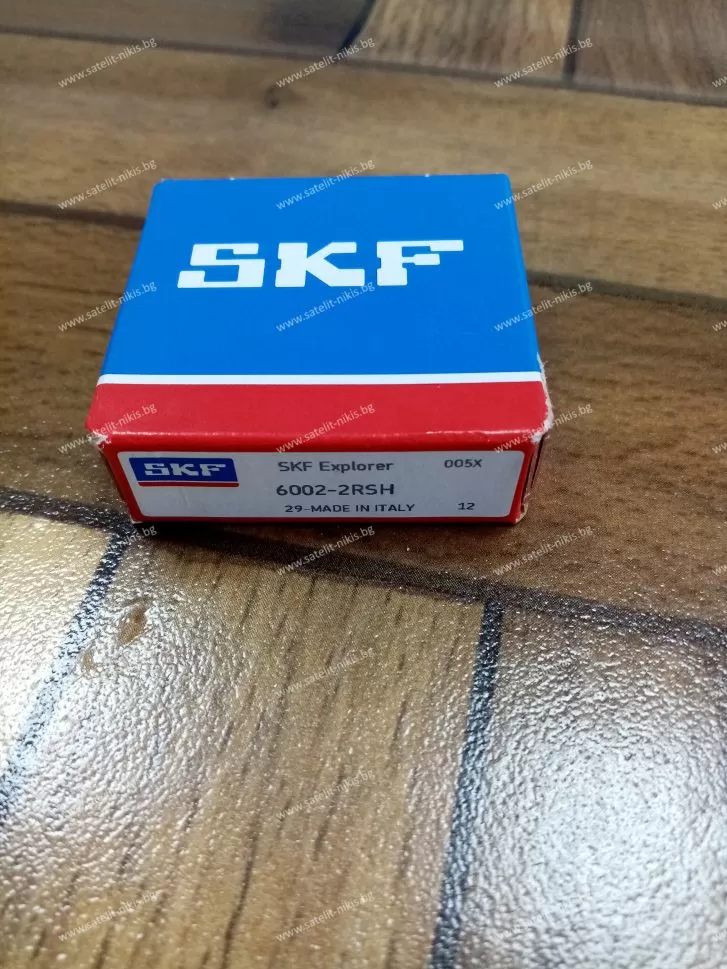 SKF
SKF
SKF Explorer 005X
6002-2RSH
29-MADE IN ITALY 12
www.satelit-nikis.bg